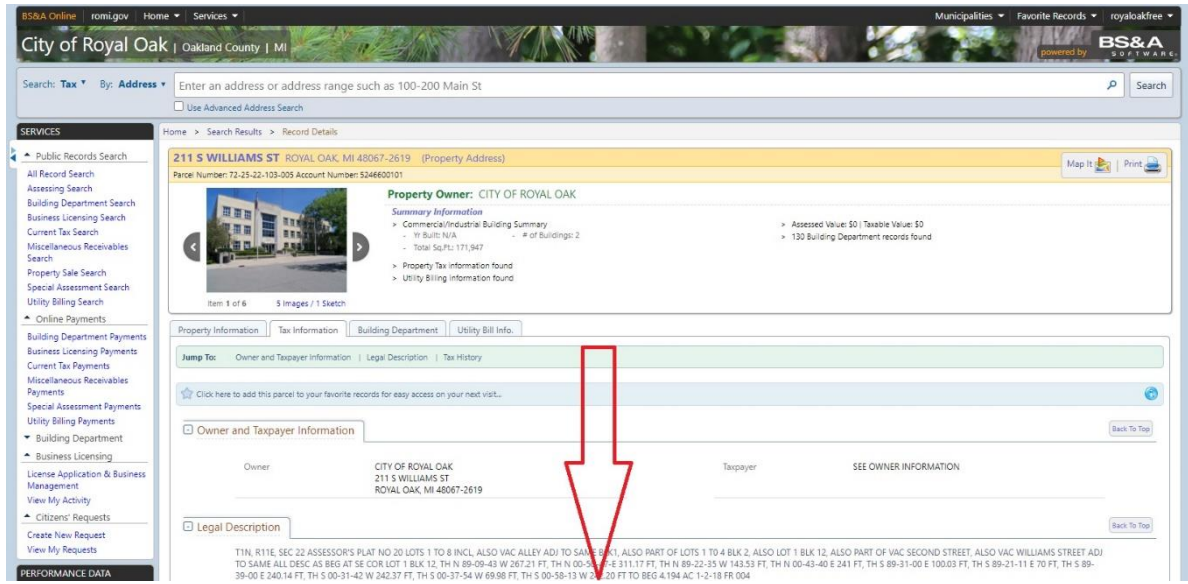 BS&A Online | romi.gov | Home Services Municipalities Favorite Records royaloakfree
City of Royal Oak | Oakland County | MI
powered by BS&A SOFTWARE
Search: Tax By: Address Enter an address or address range such as 100-200 Main St Search
Use Advanced Address Search
SERVICES
Public Records Search
All Record Search
Assessing Search
Building Department Search
Business Licensing Search
Current Tax Search
Miscellaneous Receivables
Search
Property Sale Search
Special Assessment Search
Utility Billing Search
Online Payments
Building Department Payments
Business Licensing Payments
Current Tax Payments
Miscellaneous Receivables
Payments
Special Assessment Payments
Utility Billing Payments
Building Department
Business Licensing
License Application & Business
Management
View My Activity
Citizens' Requests
Create New Request
View My Requests
PERFORMANCE DATA
Home > Search Results > Record Details
211 S WILLIAMS ST ROYAL OAK, MI 48067-2619 (Property Address)
Parcel Number: 72-25-22-103-005 Account Number: 5246600101
Map It | Print
Property Owner: CITY OF ROYAL OAK
Summary Information
> Commercial/Industrial Building Summary
- Yr Built: N/A - # of Buildings: 2
- Total Sq.Ft.: 171,947
> Property Tax information found
> Utility Billing information found
> Assessed Value: $0 | Taxable Value: $0
> 130 Building Department records found
Item 1 of 6 5 Images / 1 Sketch
Property Information Tax Information Building Department Utility Bill Info.
Jump To: Owner and Taxpayer Information | Legal Description | Tax History
Click here to add this parcel to your favorite records for easy access on your next visit...
Owner and Taxpayer Information Back To Top
Owner CITY OF ROYAL OAK Taxpayer SEE OWNER INFORMATION
211 S WILLIAMS ST
ROYAL OAK, MI 48067-2619
Legal Description Back To Top
T1N, R11E, SEC 22 ASSESSOR'S PLAT NO 20 LOTS 1 TO 8 INCL, ALSO VAC ALLEY ADJ TO SAME ALSO PART OF LOTS 1 TO 4 BLK 2, ALSO LOT 1 BLK 12, ALSO PART OF VAC SECOND STREET, ALSO VAC WILLIAMS STREET ADJ
TO SAME ALL DESC AS BEG AT SE COR LOT 1 BLK 12, TH N 89-09-43 W 267.21 FT, TH N E 311.17 FT, TH N 89-22-35 W 143.53 FT, TH N 00-43-40 E 241 FT, TH S 89-31-00 E 100.03 FT, TH S 89-21-11 E 70 FT, TH S 89-
39-00 E 240.14 FT, TH S 00-31-42 W 242.37 FT, TH S 00-37-54 W 69.98 FT, TH S 00-58-13 W FT TO BEG 4.194 AC 1-2-18 FR 004